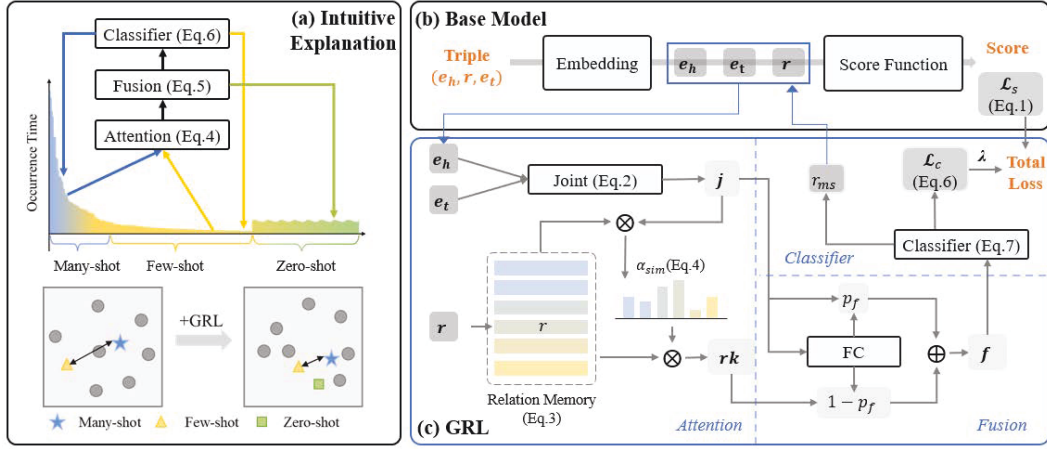 (a) Intuitive
Explanation
Classifier (Eq.6)
Fusion (Eq.5)
Attention (Eq.4)
Occurrence Time
Many-shot
Few-shot
Zero-shot
+GRL
Many-shot
Few-shot
Zero-shot
(b) Base Model
Triple
(e_h, r, e_t)
Embedding
e_h
e_t
r
Score Function
Score
ℒ_s
(Eq.1)
e_h
e_t
Joint (Eq.2)
j
r_ms
ℒ_c
(Eq.6)
λ
Total
Loss
Classifier
Classifier (Eq.7)
α_sim(Eq.4)
r
r
rk
Relation Memory
(Eq.3)
p_f
FC
1 − p_f
f
(c) GRL
Attention
Fusion